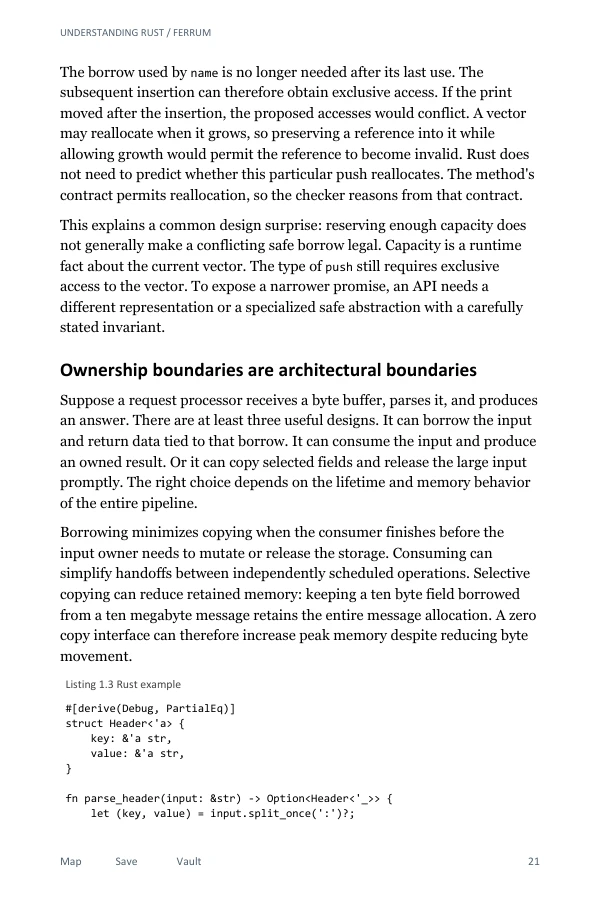 UNDERSTANDING RUST / FERRUM
The borrow used by name is no longer needed after its last use. The
subsequent insertion can therefore obtain exclusive access. If the print
moved after the insertion, the proposed accesses would conflict. A vector
may reallocate when it grows, so preserving a reference into it while
allowing growth would permit the reference to become invalid. Rust does
not need to predict whether this particular push reallocates. The method's
contract permits reallocation, so the checker reasons from that contract.
This explains a common design surprise: reserving enough capacity does
not generally make a conflicting safe borrow legal. Capacity is a runtime
fact about the current vector. The type of push still requires exclusive
access to the vector. To expose a narrower promise, an API needs a
different representation or a specialized safe abstraction with a carefully
stated invariant.
Ownership boundaries are architectural boundaries
Suppose a request processor receives a byte buffer, parses it, and produces
an answer. There are at least three useful designs. It can borrow the input
and return data tied to that borrow. It can consume the input and produce
an owned result. Or it can copy selected fields and release the large input
promptly. The right choice depends on the lifetime and memory behavior
of the entire pipeline.
Borrowing minimizes copying when the consumer finishes before the
input owner needs to mutate or release the storage. Consuming can
simplify handoffs between independently scheduled operations. Selective
copying can reduce retained memory: keeping a ten byte field borrowed
from a ten megabyte message retains the entire message allocation. A zero
copy interface can therefore increase peak memory despite reducing byte
movement.
Listing 1.3 Rust example
#[derive(Debug, PartialEq)]
struct Header<'a> {
    key: &'a str,
    value: &'a str,
}
fn parse_header(input: &str) -> Option<Header<'_>> {
    let (key, value) = input.split_once(':')?;
Map Save Vault 21